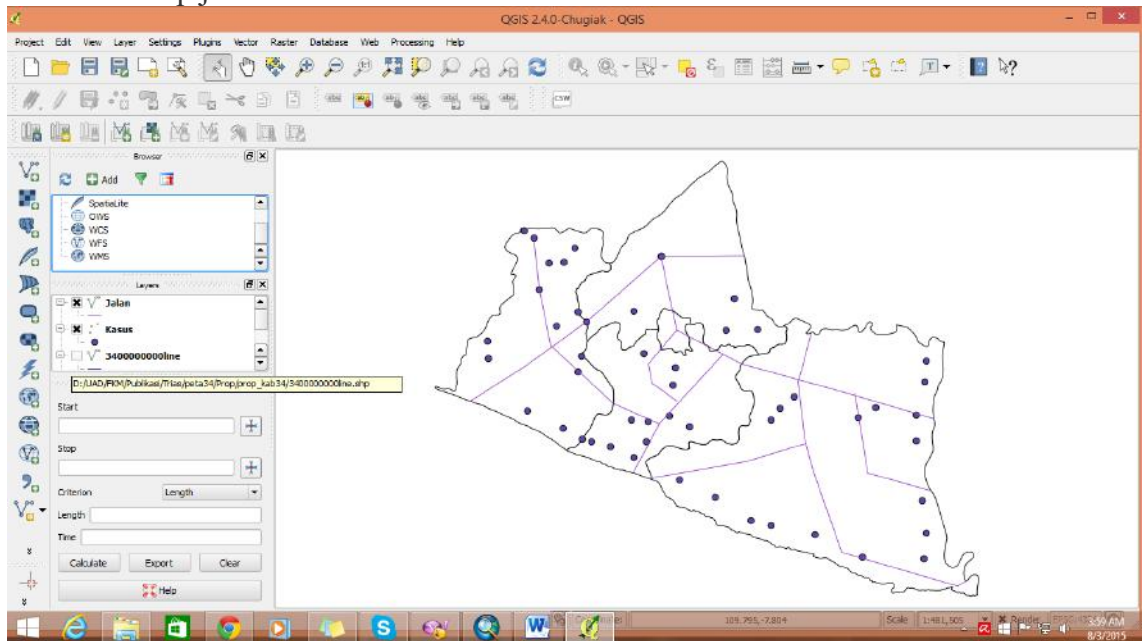 QGIS 2.4.0-Chugiak - QGIS
Project Edit View Layer Settings Plugins Vector Raster Database Web Processing Help
CSW
Browser
Add
SpatiaLite
OWS
WCS
WFS
WMS
Layers
Jalan
Kasus
3400000000line
D:/UAD/FKM/Publikasi/Trias/peta34/Prop/prop_kab34/3400000000line.shp
Start
Stop
Criterion Length
Length
Time
Calculate Export Clear
Help
109.795,-7.804 Scale 1:481,505 Render
3:59 AM
8/3/2015